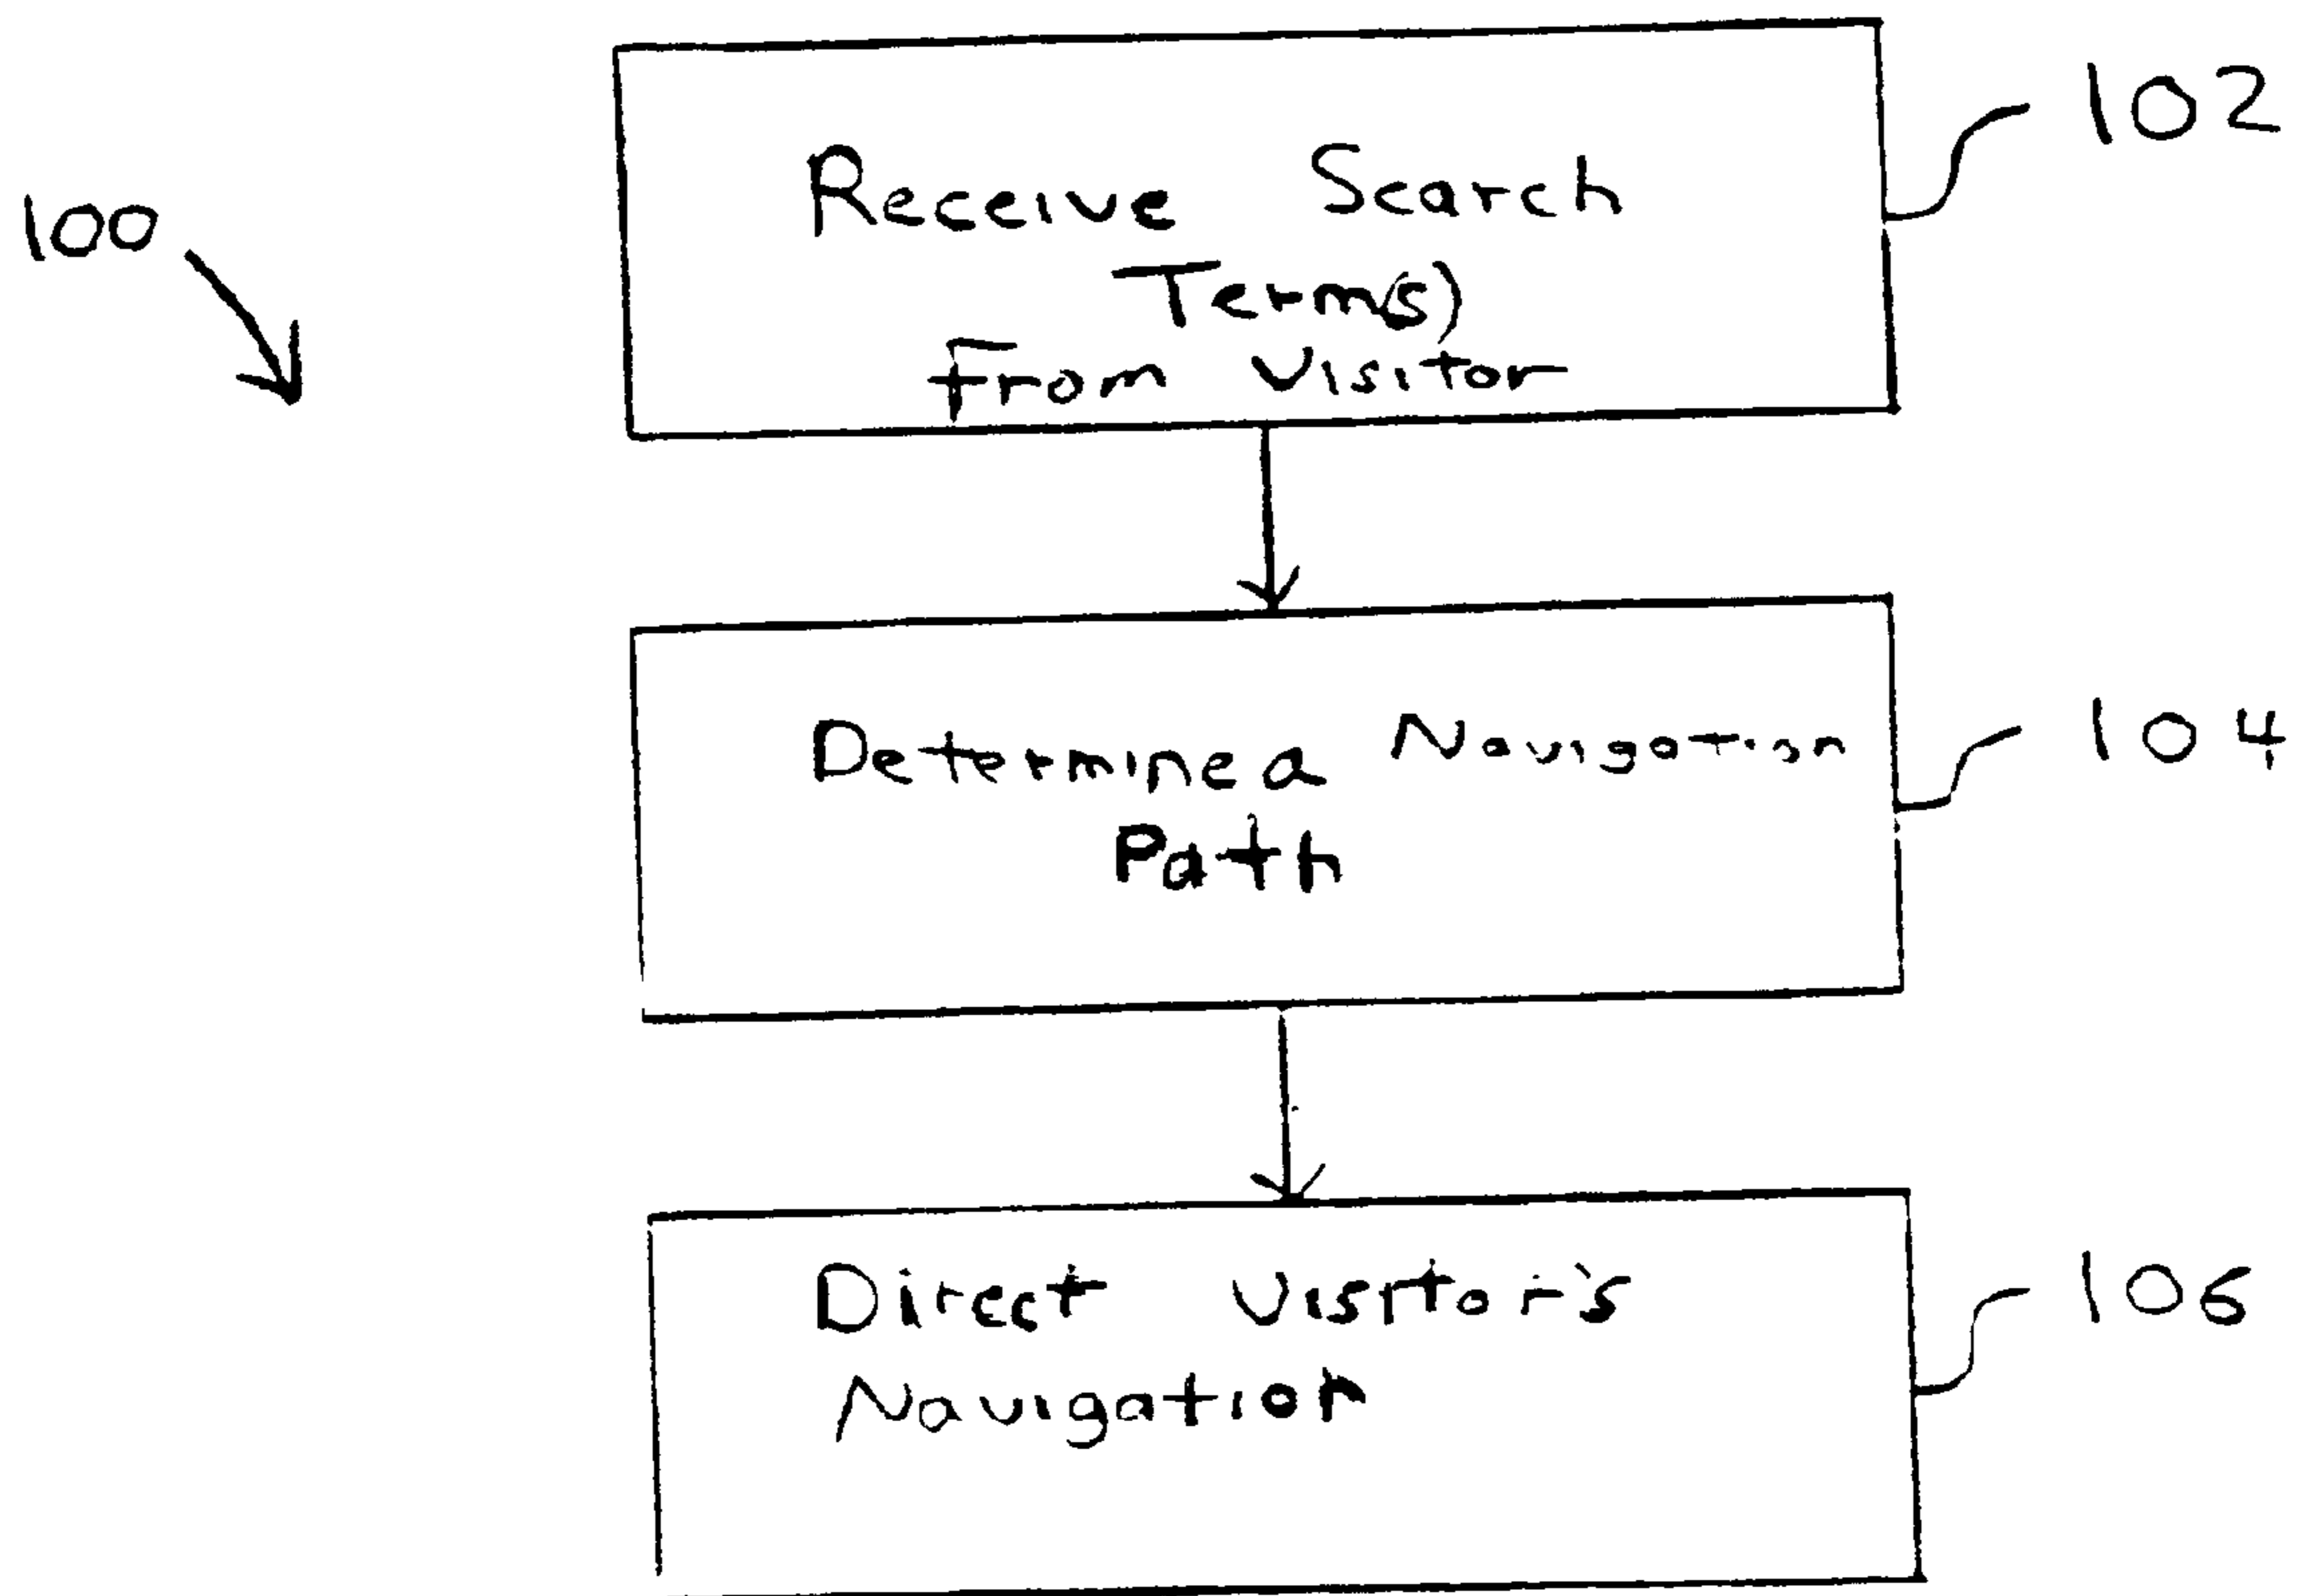 100
Receive Search
Term(s)
From Visitor
102
Determine a Navigation
Path
104
Direct Visitor's
Navigation
106